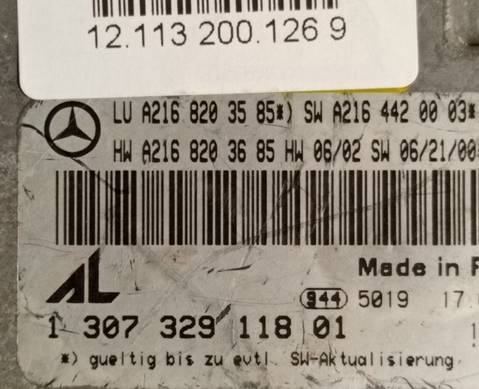 12.113 200.126 9
LU A216 820 35 85*) SW A216 442 00 03*
HW A216 820 36 85 HW 06/02 SW 06/21/00
AL
Made in
944 5019 17.
1 307 329 118 01
*) gueltig bis zu evtl. SW-Aktualisierung